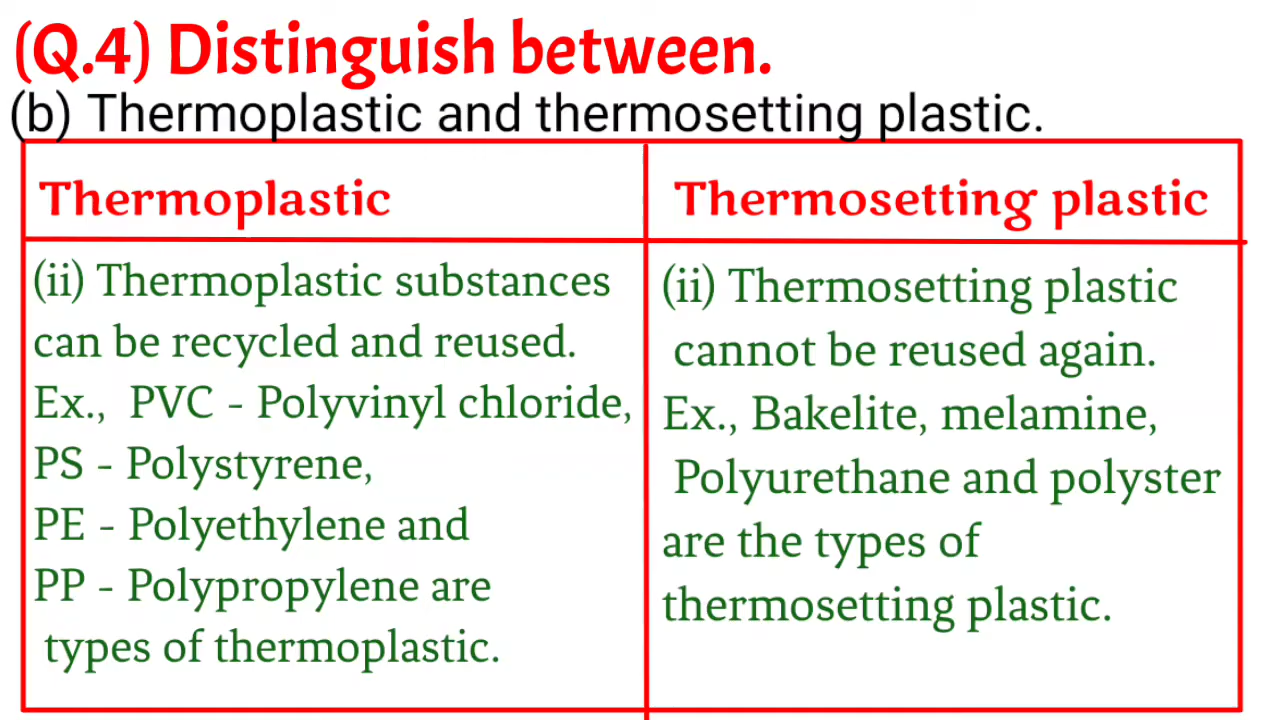 (Q.4) Distinguish between.
(b) Thermoplastic and thermosetting plastic.
Thermoplastic
(ii) Thermoplastic substances
can be recycled and reused.
Ex., PVC - Polyvinyl chloride,
PS - Polystyrene,
PE - Polyethylene and
PP - Polypropylene are
types of thermoplastic.
Thermosetting plastic
(ii) Thermosetting plastic
cannot be reused again.
Ex., Bakelite, melamine,
Polyurethane and polyster
are the types of
thermosetting plastic.